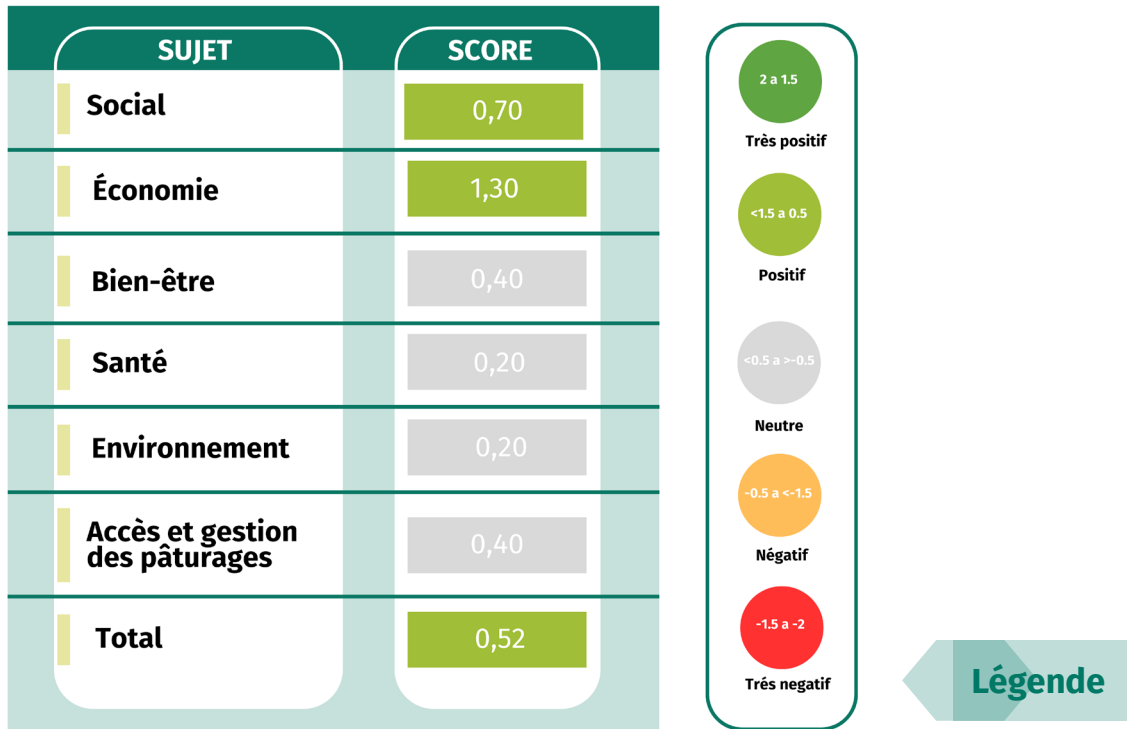 SUJET
SCORE
Social
0,70
Économie
1,30
Bien-être
0,40
Santé
0,20
Environnement
0,20
Accès et gestion
des pâturages
0,40
Total
0,52
2 a 1.5
Très positif
<1.5 a 0.5
Positif
<0.5 a >-0.5
Neutre
-0.5 a <-1.5
Négatif
-1.5 a -2
Trés negatif
Légende